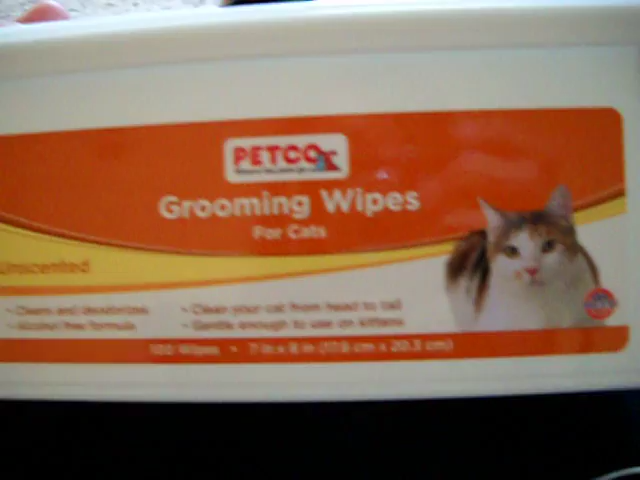 PETCO
Grooming Wipes
For Cats
Unscented
• Cleans and deodorizes
• Alcohol free formula
• Clean your cat from head to tail
• Gentle enough to use on kittens
100 Wipes • 7 in x 8 in (17.8 cm x 20.3 cm)